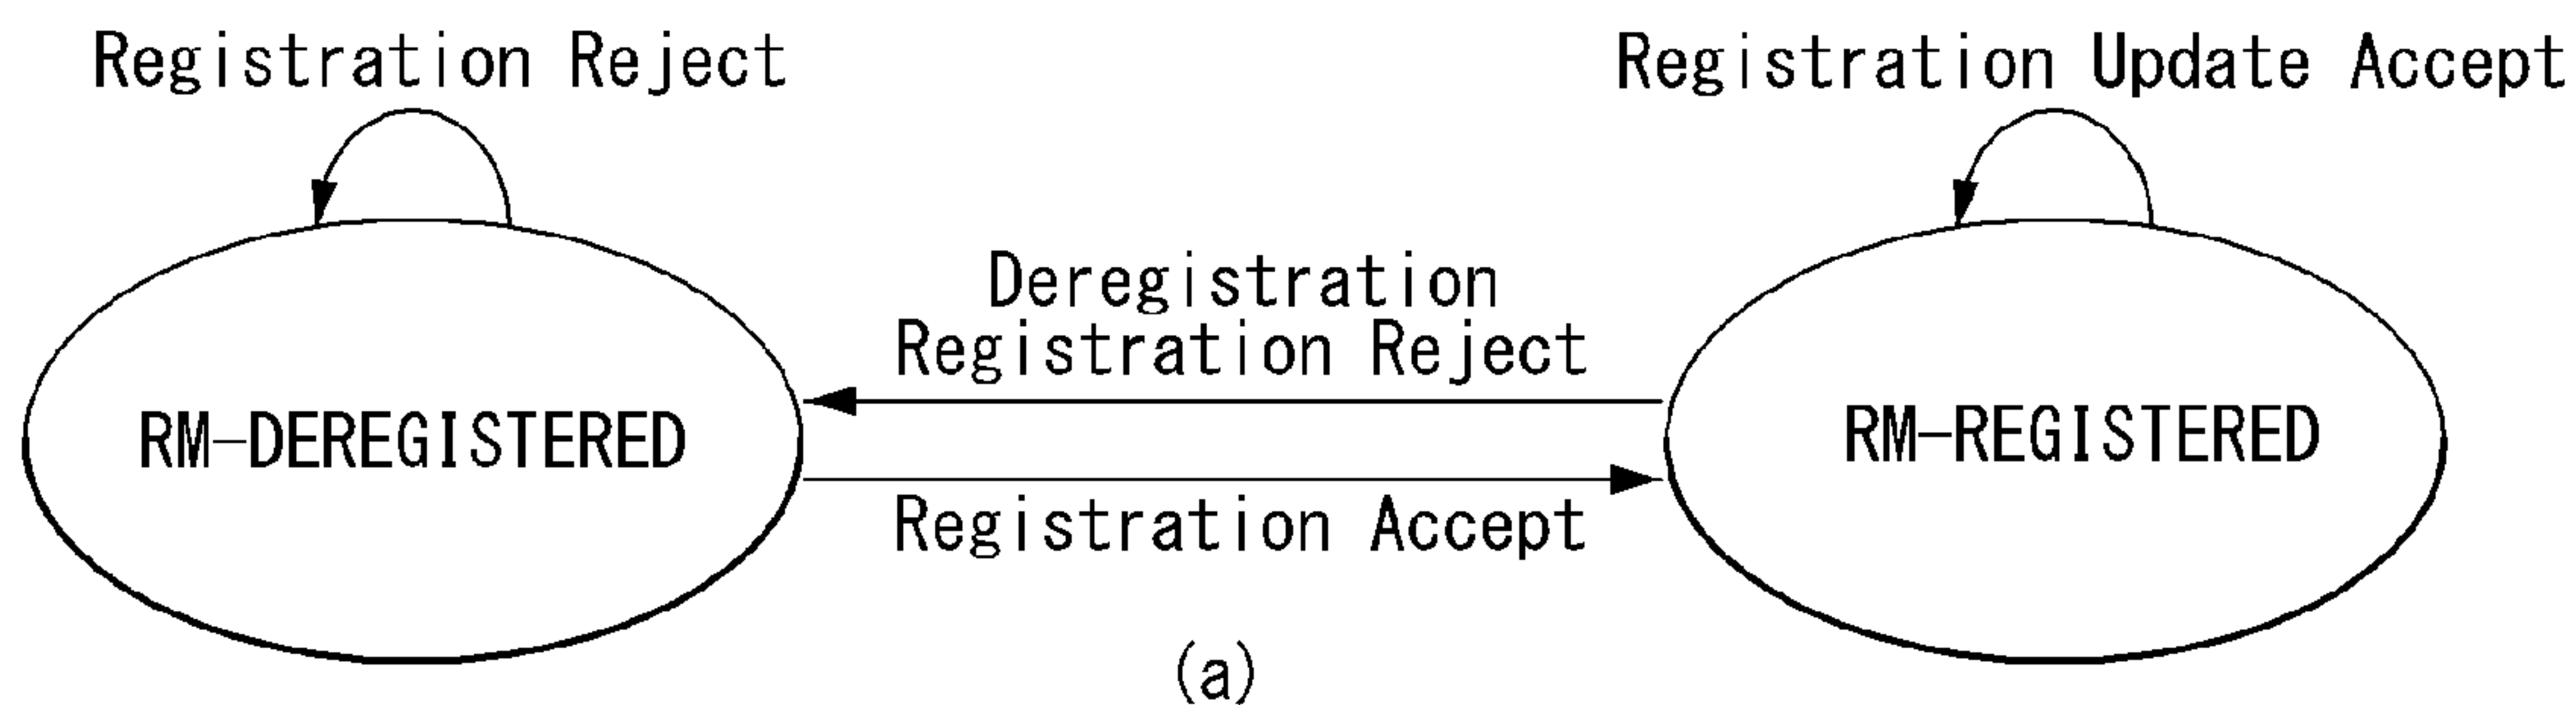 Registration Reject
Registration Update Accept
Deregistration
Registration Reject
RM-DEREGISTERED
RM-REGISTERED
Registration Accept
(a)